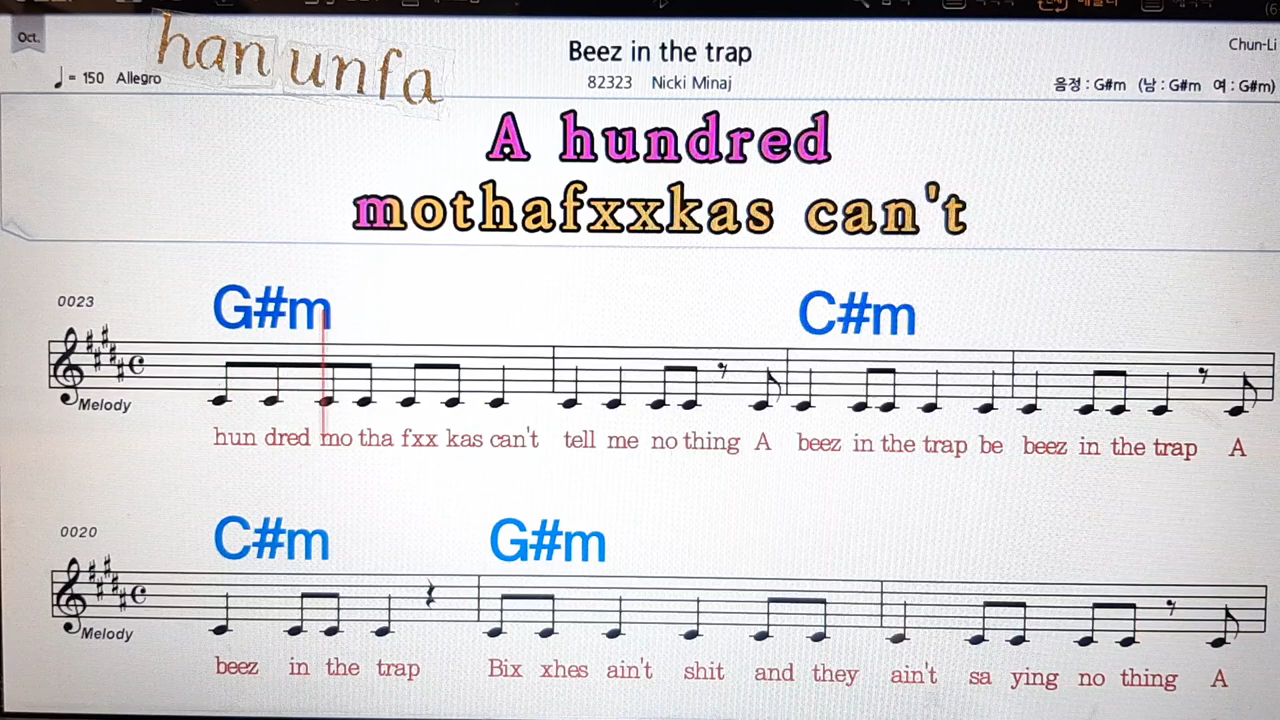 Oct.
han unfa
Beez in the trap
Chun-Li
= 150 Allegro
82323 Nicki Minaj
음정 : G#m (남 : G#m 여 : G#m)
A hundred
mothafxxkas can't
0023
G#m
C#m
Melody
hun dred mo tha fxx kas can't tell me no thing A beez in the trap be beez in the trap A
0020
C#m
G#m
Melody
beez in the trap Bix xhes ain't shit and they ain't sa ying no thing A